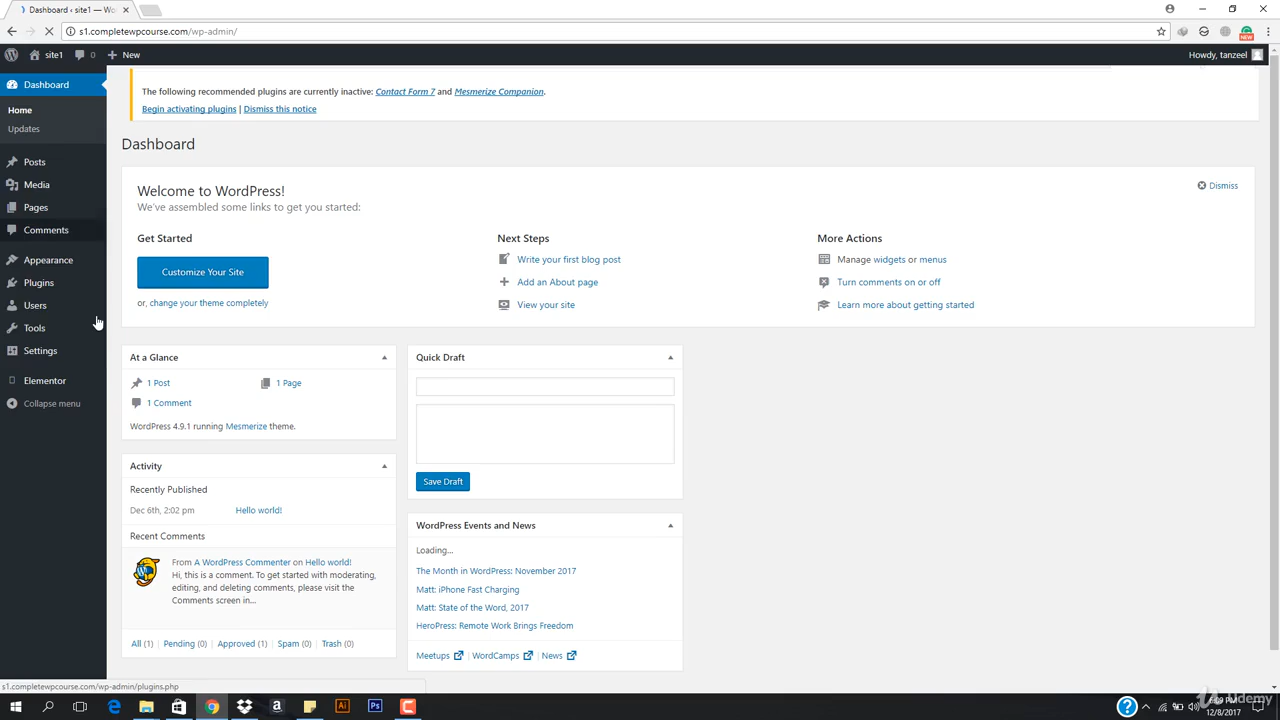 Dashboard ‹ site1 — Wo
s1.completewpcourse.com/wp-admin/
NEW
site1 0 New
Howdy, tanzeel
Dashboard
Home
Updates
Posts
Media
Pages
Comments
Appearance
Plugins
Users
Tools
Settings
Elementor
Collapse menu
The following recommended plugins are currently inactive: Contact Form 7 and Mesmerize Companion.
Begin activating plugins | Dismiss this notice
Dashboard
Welcome to WordPress!
Dismiss
We've assembled some links to get you started:
Get Started
Customize Your Site
or, change your theme completely
Next Steps
Write your first blog post
Add an About page
View your site
More Actions
Manage widgets or menus
Turn comments on or off
Learn more about getting started
At a Glance
1 Post 1 Page
1 Comment
WordPress 4.9.1 running Mesmerize theme.
Activity
Recently Published
Dec 6th, 2:02 pm Hello world!
Recent Comments
From A WordPress Commenter on Hello world!
Hi, this is a comment. To get started with moderating,
editing, and deleting comments, please visit the
Comments screen in...
All (1) | Pending (0) | Approved (1) | Spam (0) | Trash (0)
Quick Draft
Save Draft
WordPress Events and News
Loading...
The Month in WordPress: November 2017
Matt: iPhone Fast Charging
Matt: State of the Word, 2017
HeroPress: Remote Work Brings Freedom
Meetups | WordCamps | News
s1.completewpcourse.com/wp-admin/plugins.php
Ai
Ps
12/8/2017
Udemy